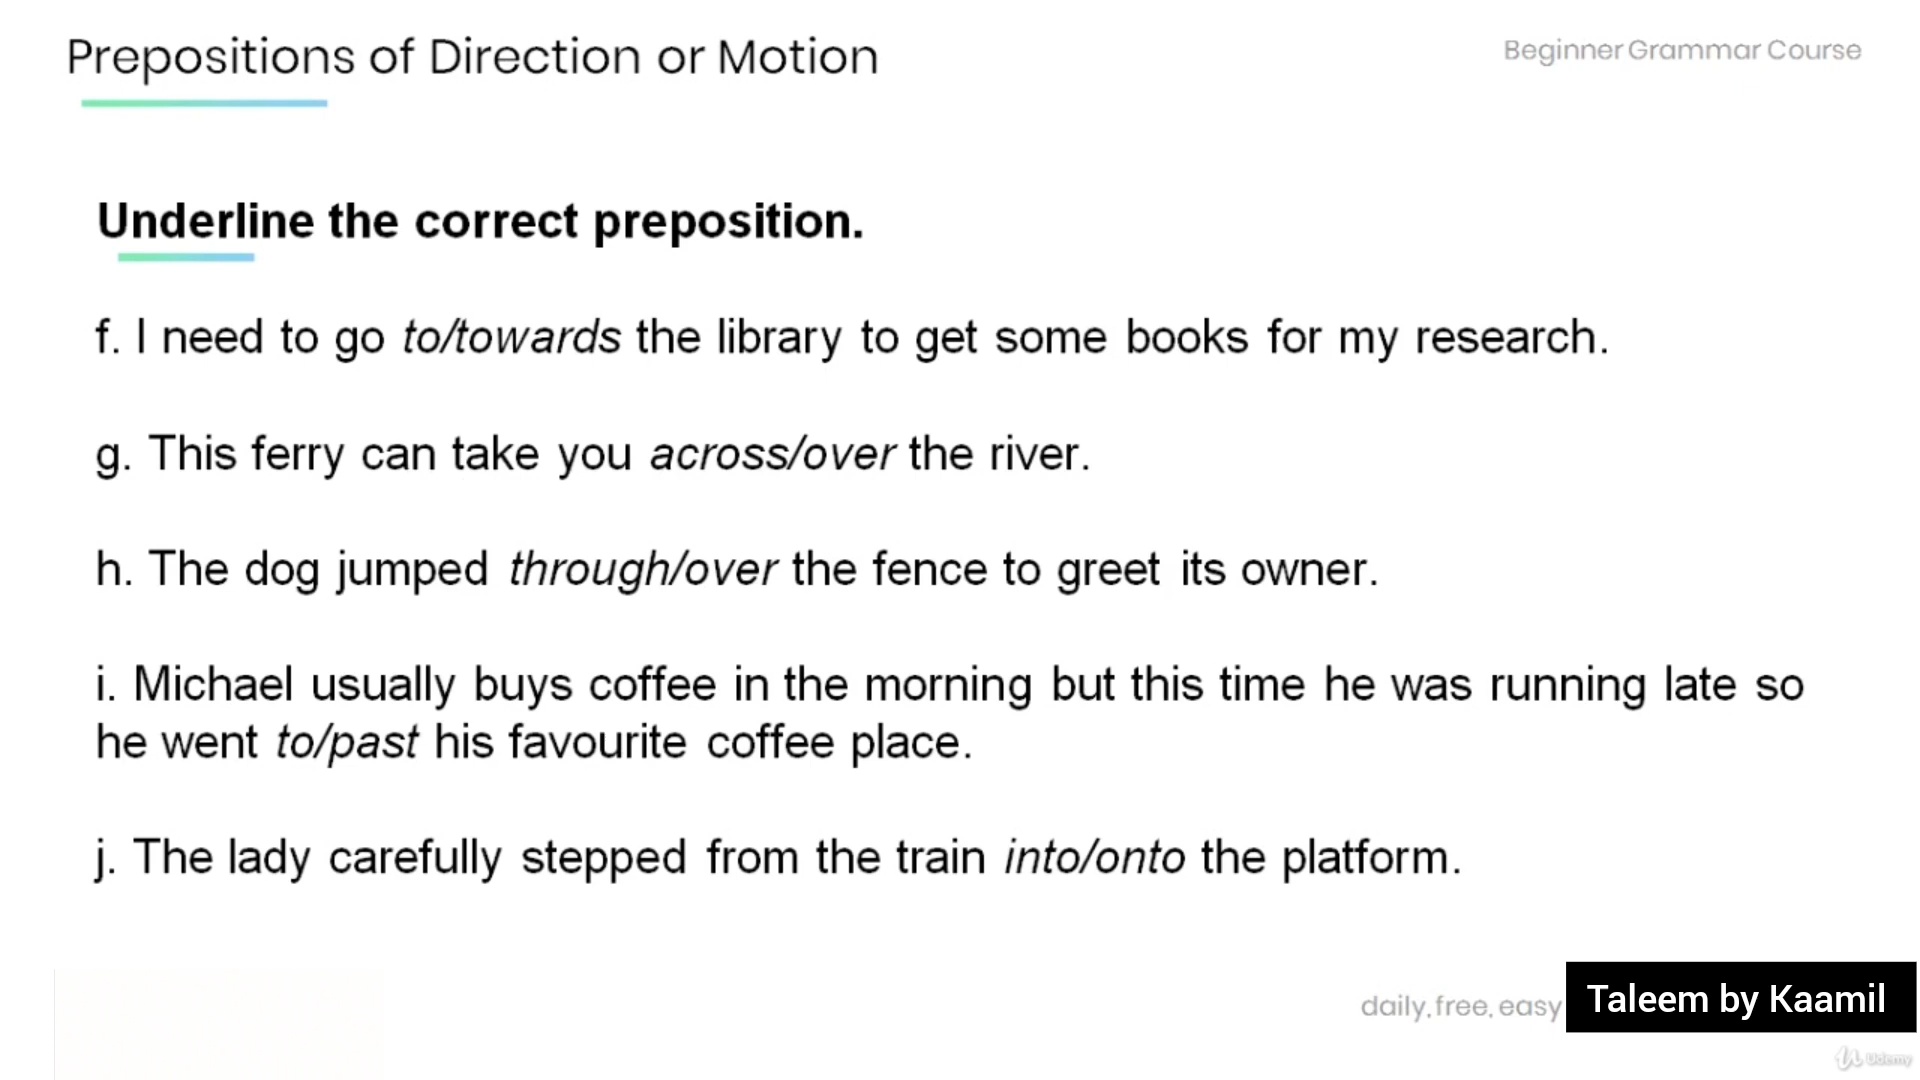 Prepositions of Direction or Motion
Beginner Grammar Course
Underline the correct preposition.
f. I need to go to/towards the library to get some books for my research.
g. This ferry can take you across/over the river.
h. The dog jumped through/over the fence to greet its owner.
i. Michael usually buys coffee in the morning but this time he was running late so
he went to/past his favourite coffee place.
j. The lady carefully stepped from the train into/onto the platform.
daily, free, easy
Taleem by Kaamil
Udemy